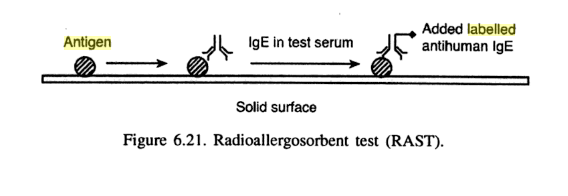 Antigen
IgE in test serum
Added labelled
antihuman IgE
Solid surface
Figure 6.21. Radioallergosorbent test (RAST).